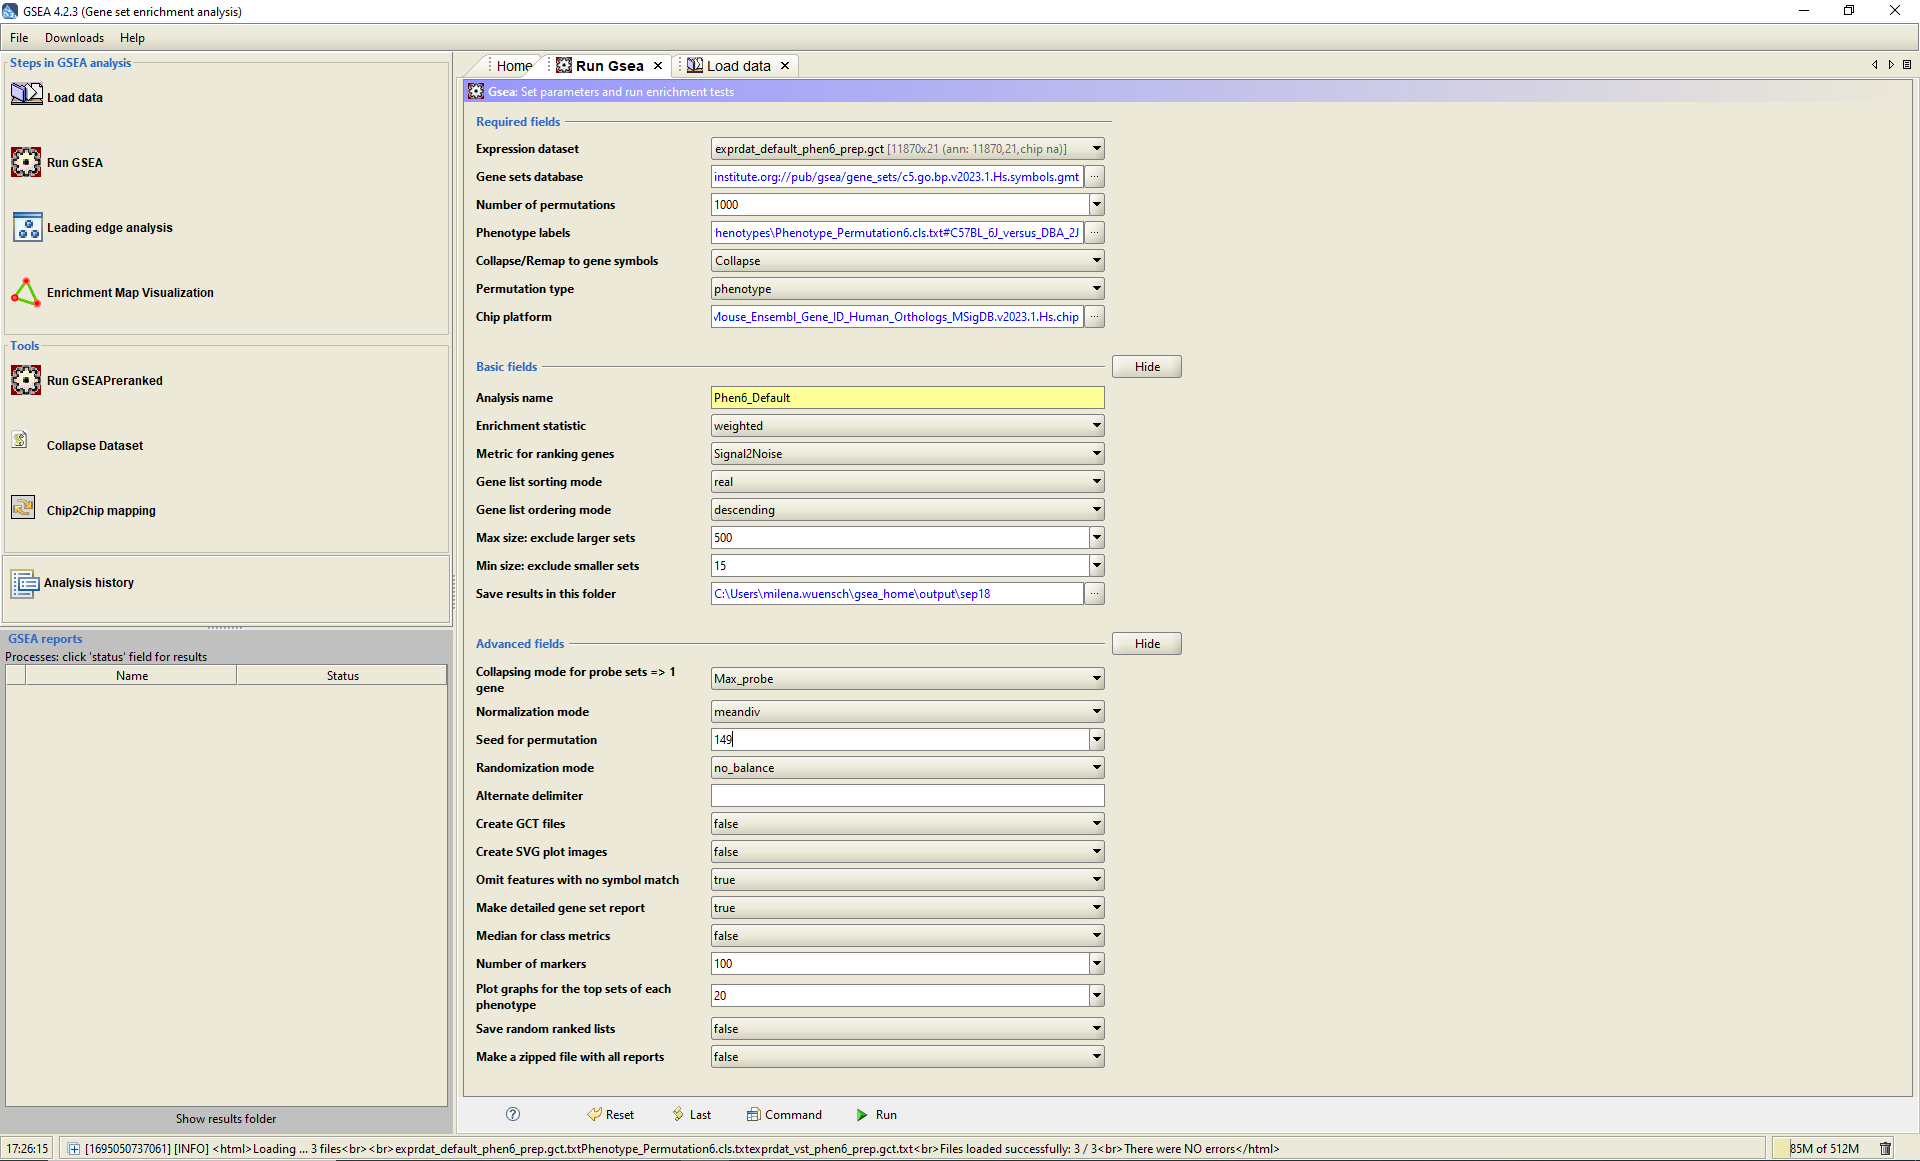 GSEA 4.2.3 (Gene set enrichment analysis)
File Downloads Help
Steps in GSEA analysis
Load data
Run GSEA
Leading edge analysis
Enrichment Map Visualization
Tools
Run GSEAPreranked
Collapse Dataset
Chip2Chip mapping
Analysis history
GSEA reports
Processes: click 'status' field for results
Name Status
Show results folder
Home Run Gsea Load data
Gsea: Set parameters and run enrichment tests
Required fields
Expression dataset exprdat_default_phen6_prep.gct [11870x21 (ann: 11870,21,chip na)]
Gene sets database institute.org://pub/gsea/gene_sets/c5.go.bp.v2023.1.Hs.symbols.gmt ...
Number of permutations 1000
Phenotype labels henotypes\Phenotype_Permutation6.cls.txt#C57BL_6J_versus_DBA_2J ...
Collapse/Remap to gene symbols Collapse
Permutation type phenotype
Chip platform Mouse_Ensembl_Gene_ID_Human_Orthologs_MSigDB.v2023.1.Hs.chip ...
Basic fields Hide
Analysis name Phen6_Default
Enrichment statistic weighted
Metric for ranking genes Signal2Noise
Gene list sorting mode real
Gene list ordering mode descending
Max size: exclude larger sets 500
Min size: exclude smaller sets 15
Save results in this folder C:\Users\milena.wuensch\gsea_home\output\sep18 ...
Advanced fields Hide
Collapsing mode for probe sets => 1
gene Max_probe
Normalization mode meandiv
Seed for permutation 149
Randomization mode no_balance
Alternate delimiter
Create GCT files false
Create SVG plot images false
Omit features with no symbol match true
Make detailed gene set report true
Median for class metrics false
Number of markers 100
Plot graphs for the top sets of each
phenotype 20
Save random ranked lists false
Make a zipped file with all reports false
? Reset Last Command Run
17:26:15 [1695050737061] [INFO] <html>Loading ... 3 files<br><br>exprdat_default_phen6_prep.gct.txtPhenotype_Permutation6.cls.txtexprdat_vst_phen6_prep.gct.txt<br>Files loaded successfully: 3 / 3<br>There were NO errors</html> 85M of 512M